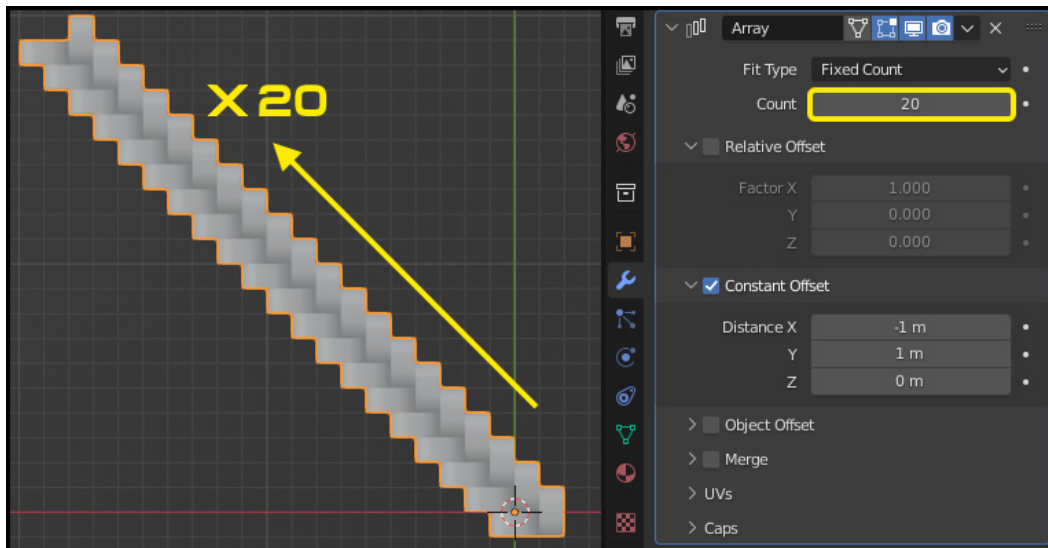 X 20
Array
Fit Type Fixed Count
Count 20
Relative Offset
Factor X 1.000
Y 0.000
Z 0.000
Constant Offset
Distance X -1 m
Y 1 m
Z 0 m
Object Offset
Merge
UVs
Caps